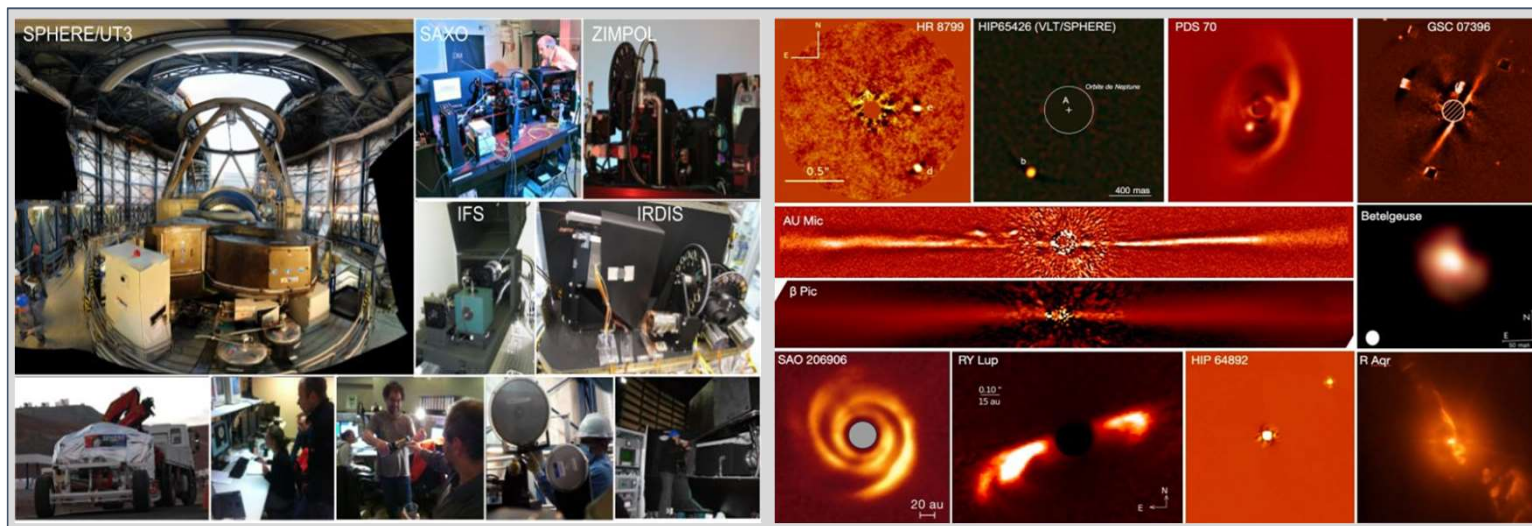 SPHERE/UT3
SAXO
DM
ZIMPOL
IFS
IRDIS
HR 8799
N
E
c
d
0.5"
HIP65426 (VLT/SPHERE)
Orbite de Neptune
A
b
400 mas
PDS 70
GSC 07396
AU Mic
Betelgeuse
N
E
β Pic
SAO 206906
20 au
RY Lup
0.10 "
15 au
N
E
HIP 64892
R Aqr